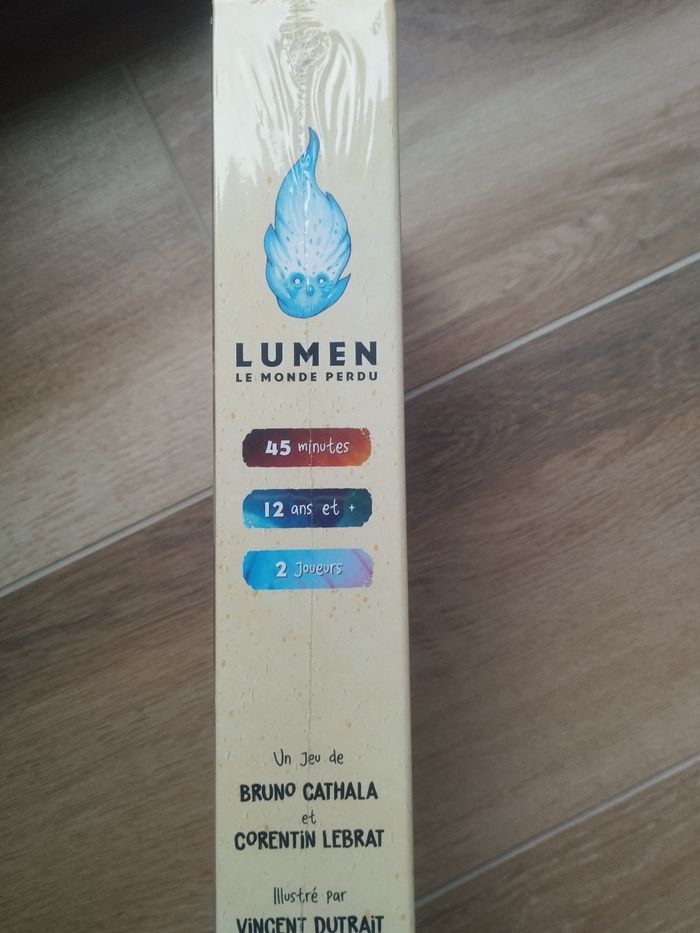 LUMEN
LE MONDE PERDU
45 minutes
12 ans et +
2 Joueurs
Un Jeu de
BRUNO CATHALA
et
CORENTIN LEBRAT
Illustré par
VINCENT DUTRAIT